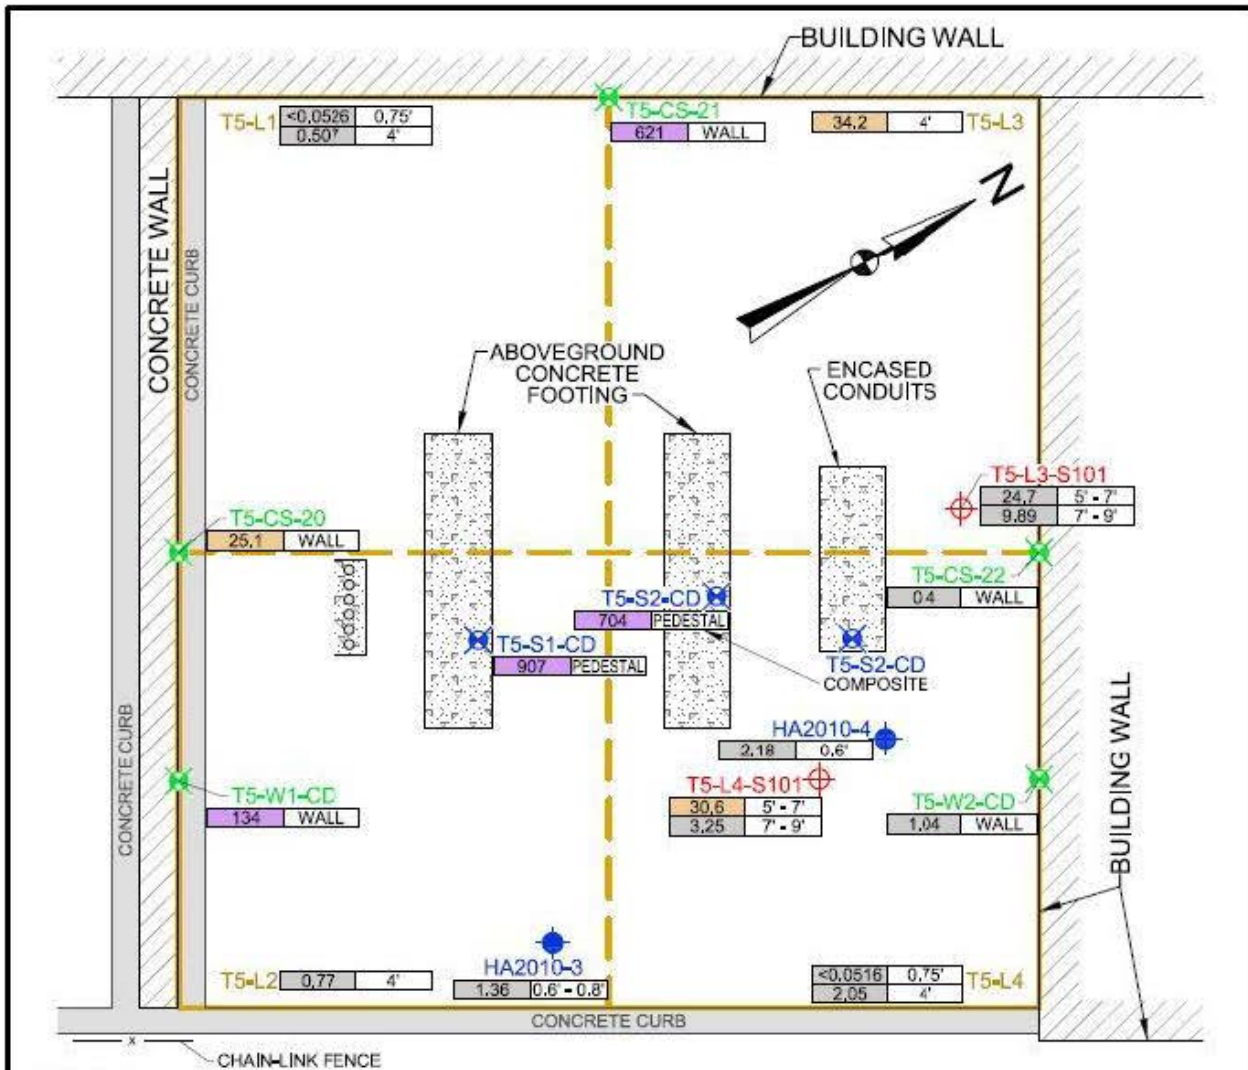 BUILDING WALL
T5-L1
<0.0526 0.75'
0.50? 4'
T5-CS-21
621 WALL
34.2 4'
T5-L3
N
CONCRETE WALL
CONCRETE CURB
ABOVEGROUND
CONCRETE
FOOTING
ENCASED
CONDUITS
T5-L3-S101
24.7 5' - 7'
9.89 7' - 9'
T5-CS-20
25.1 WALL
T5-CS-22
0.4 WALL
T5-S2-CD
704 PEDESTAL
T5-S1-CD
907 PEDESTAL
T5-S2-CD
COMPOSITE
HA2010-4
2.18 0.6'
T5-L4-S101
30.6 5' - 7'
3.25 7' - 9'
T5-W1-CD
134 WALL
T5-W2-CD
1.04 WALL
BUILDING WALL
CONCRETE CURB
HA2010-3
1.36 0.6' - 0.8'
T5-L2
0.77 4'
<0.0516 0.75'
2.05 4'
T5-L4
CONCRETE CURB
x
CHAIN-LINK FENCE